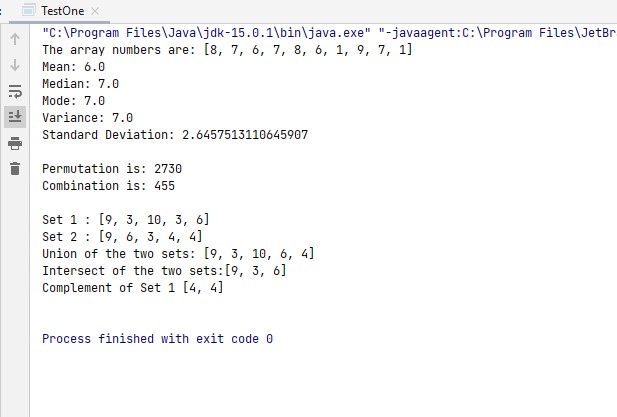 TestOne
"C:\Program Files\Java\jdk-15.0.1\bin\java.exe" "-javaagent:C:\Program Files\JetBr
The array numbers are: [8, 7, 6, 7, 8, 6, 1, 9, 7, 1]
Mean: 6.0
Median: 7.0
Mode: 7.0
Variance: 7.0
Standard Deviation: 2.6457513110645907
Permutation is: 2730
Combination is: 455
Set 1 : [9, 3, 10, 3, 6]
Set 2 : [9, 6, 3, 4, 4]
Union of the two sets: [9, 3, 10, 6, 4]
Intersect of the two sets:[9, 3, 6]
Complement of Set 1 [4, 4]
Process finished with exit code 0